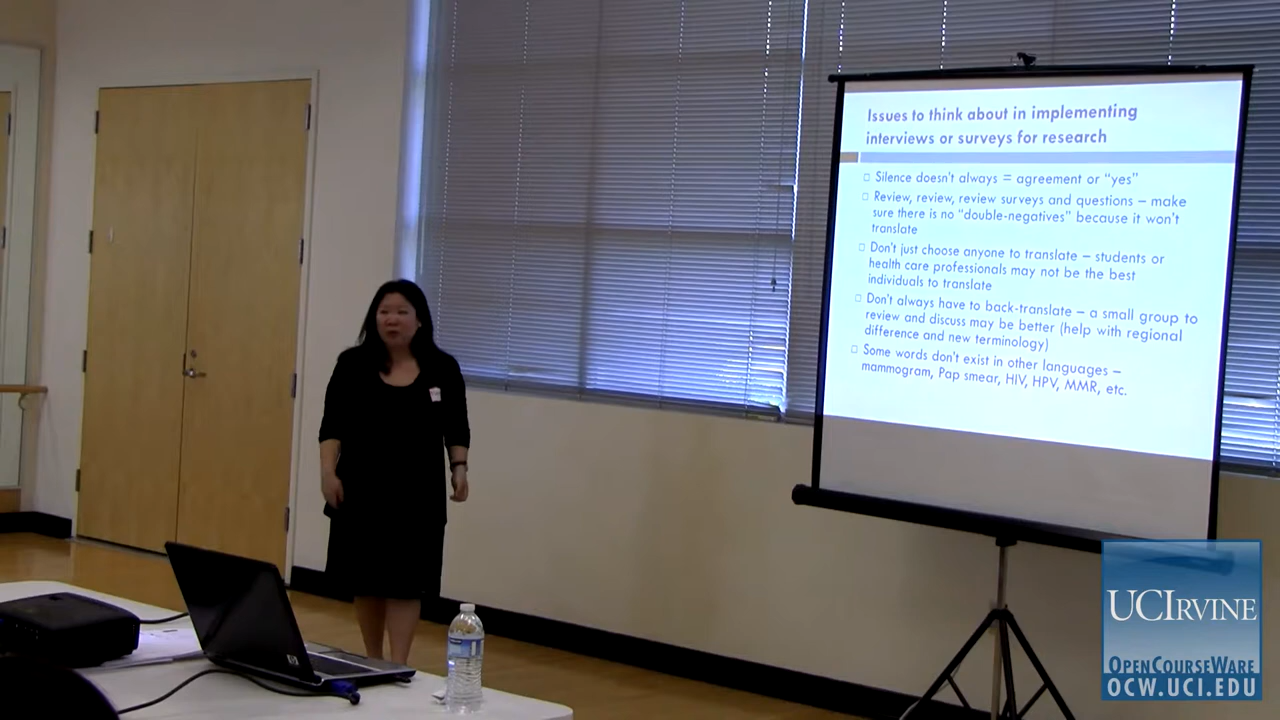 Issues to think about in implementing
interviews or surveys for research
Silence doesn't always = agreement or "yes"
Review, review, review surveys and questions – make
sure there is no "double-negatives" because it won't
translate
Don't just choose anyone to translate – students or
health care professionals may not be the best
individuals to translate
Don't always have to back-translate – a small group to
review and discuss may be better (help with regional
difference and new terminology)
Some words don't exist in other languages –
mammogram, Pap smear, HIV, HPV, MMR, etc.
UCIRVINE
OPENCOURSEWARE
OCW.UCI.EDU